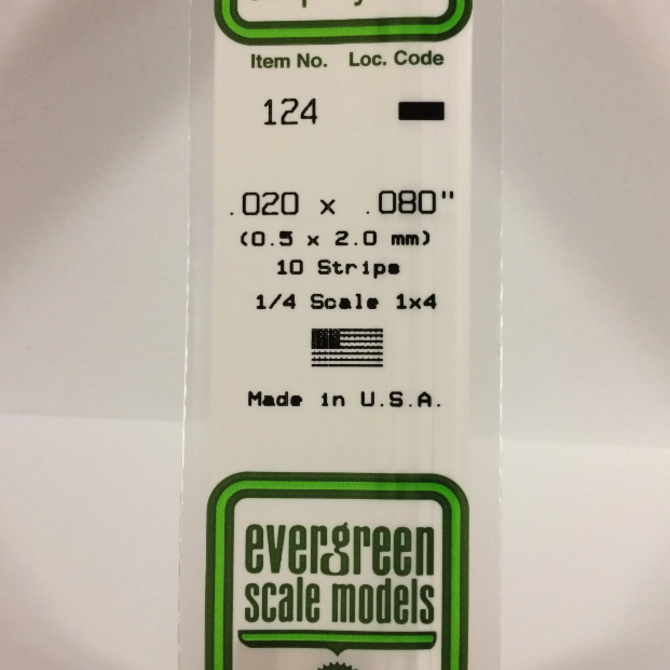 Item No. Loc. Code
124
.020 x .080"
(0.5 x 2.0 mm)
10 Strips
1/4 Scale 1x4
Made in U.S.A.
evergreen
scale models